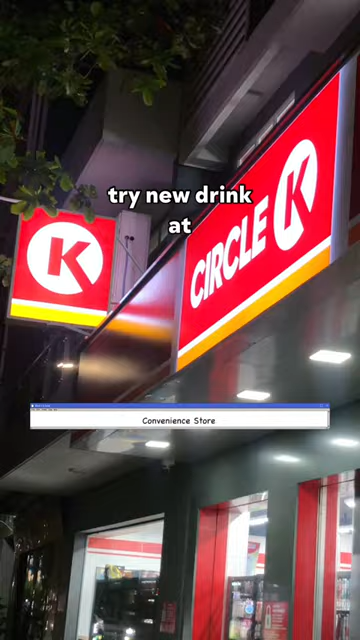 try new drink
at
K
CIRCLE K
Convenience Store